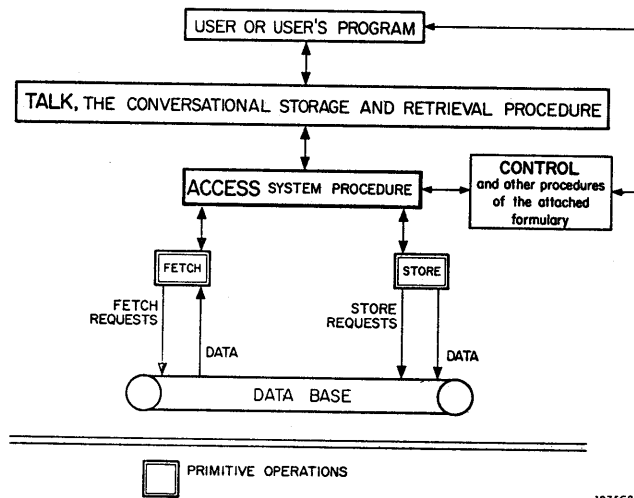 USER OR USER'S PROGRAM
TALK, THE CONVERSATIONAL STORAGE AND RETRIEVAL PROCEDURE
ACCESS SYSTEM PROCEDURE
CONTROL
and other procedures
of the attached
formulary
FETCH
STORE
FETCH
REQUESTS
DATA
STORE
REQUESTS
DATA
DATA BASE
PRIMITIVE OPERATIONS